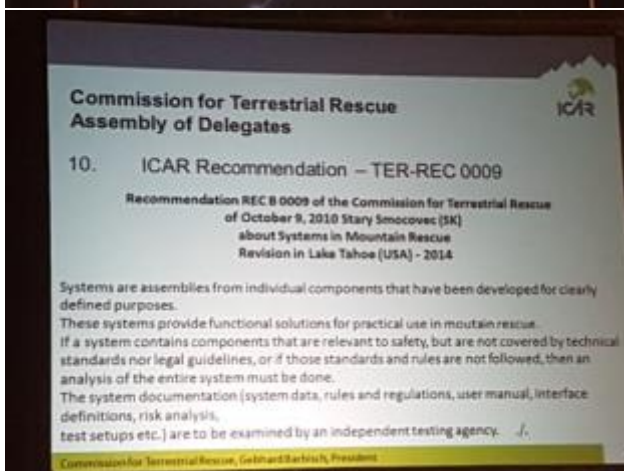 ICAR
Commission for Terrestrial Rescue
Assembly of Delegates
10. ICAR Recommendation – TER-REC 0009
Recommendation REC B 0009 of the Commission for Terrestrial Rescue
of October 9, 2010 Stary Smocovec (SK)
about Systems in Mountain Rescue
Revision in Lake Tahoe (USA) - 2014
Systems are assemblies from individual components that have been developed for clearly
defined purposes.
These systems provide functional solutions for practical use in moutain rescue.
If a system contains components that are relevant to safety, but are not covered by technical
standards nor legal guidelines, or if those standards and rules are not followed, then an
analysis of the entire system must be done.
The system documentation (system data, rules and regulations, user manual, interface
definitions, risk analysis,
test setups etc.) are to be examined by an independent testing agency. ./.
Commission for Terrestrial Rescue, Gebhard Barbisch, President